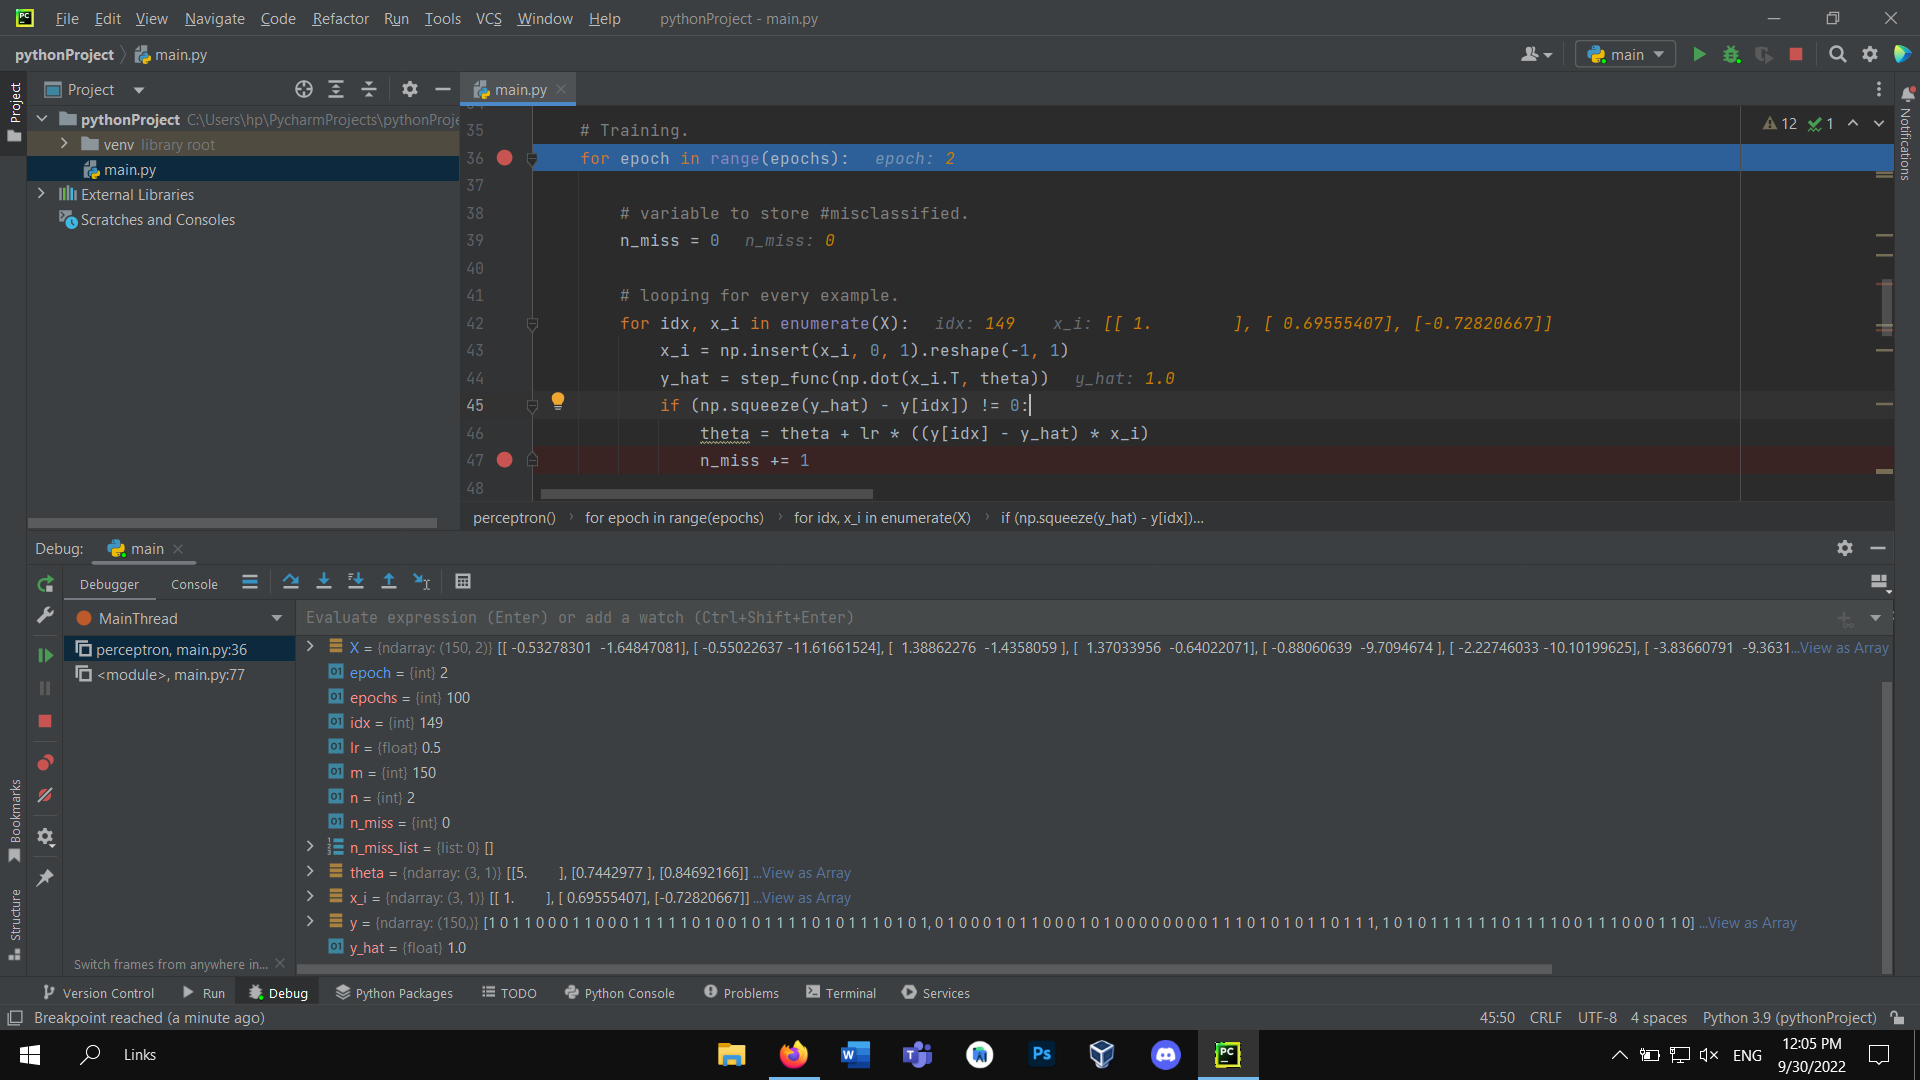 File Edit View Navigate Code Refactor Run Tools VCS Window Help pythonProject - main.py
pythonProject main.py
main
Project
main.py
Project
Notifications
pythonProject C:\Users\hp\PycharmProjects\pythonProje
venv library root
main.py
External Libraries
Scratches and Consoles
12 1
35 # Training.
36 for epoch in range(epochs): epoch: 2
37
38 # variable to store #misclassified.
39 n_miss = 0 n_miss: 0
40
41 # looping for every example.
42 for idx, x_i in enumerate(X): idx: 149 x_i: [[ 1. ], [ 0.69555407], [-0.72820667]]
43 x_i = np.insert(x_i, 0, 1).reshape(-1, 1)
44 y_hat = step_func(np.dot(x_i.T, theta)) y_hat: 1.0
45 if (np.squeeze(y_hat) - y[idx]) != 0:
46 theta = theta + lr * ((y[idx] - y_hat) * x_i)
47 n_miss += 1
48
perceptron() for epoch in range(epochs) for idx, x_i in enumerate(X) if (np.squeeze(y_hat) - y[idx])...
Debug: main
Debugger Console
MainThread
Evaluate expression (Enter) or add a watch (Ctrl+Shift+Enter)
perceptron, main.py:36
<module>, main.py:77
X = {ndarray: (150, 2)} [[ -0.53278301 -1.64847081], [ -0.55022637 -11.61661524], [ 1.38862276 -1.4358059 ], [ 1.37033956 -0.64022071], [ -0.88060639 -9.7094674 ], [ -2.22746033 -10.10199625], [ -3.83660791 -9.3631...View as Array
epoch = {int} 2
epochs = {int} 100
idx = {int} 149
lr = {float} 0.5
m = {int} 150
n = {int} 2
n_miss = {int} 0
n_miss_list = {list: 0} []
theta = {ndarray: (3, 1)} [[5. ], [0.7442977 ], [0.84692166]] ...View as Array
x_i = {ndarray: (3, 1)} [[ 1. ], [ 0.69555407], [-0.72820667]] ...View as Array
y = {ndarray: (150,)} [1 0 1 1 0 0 0 1 1 0 0 0 1 1 1 1 1 0 1 0 0 1 0 1 1 1 1 0 1 0 1 1 1 0 1 0 1, 0 1 0 0 0 1 0 1 1 0 0 0 1 0 1 0 0 0 0 0 0 0 0 1 1 1 0 1 0 1 0 1 1 0 1 1 1, 1 0 1 0 1 1 1 1 1 1 0 1 1 1 1 0 0 1 1 1 0 0 0 1 1 0] ...View as Array
y_hat = {float} 1.0
Bookmarks
Structure
Switch frames from anywhere in...
Version Control Run Debug Python Packages TODO Python Console Problems Terminal Services
Breakpoint reached (a minute ago) 45:50 CRLF UTF-8 4 spaces Python 3.9 (pythonProject)
Links ENG 12:05 PM
9/30/2022